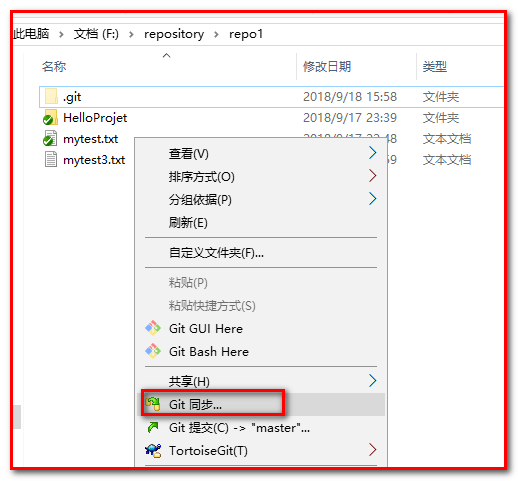 此电脑 > 文档 (F:) > repository > repo1
名称 修改日期 类型
.git 2018/9/18 15:58 文件夹
HelloProjet 2018/9/17 23:39 文件夹
mytest.txt 文本文档
mytest3.txt 文本文档
查看(V)
排序方式(O)
分组依据(P)
刷新(E)
自定义文件夹(F)...
粘贴(P)
粘贴快捷方式(S)
Git GUI Here
Git Bash Here
共享(H)
Git 同步...
Git 提交(C) -> "master"...
TortoiseGit(T)